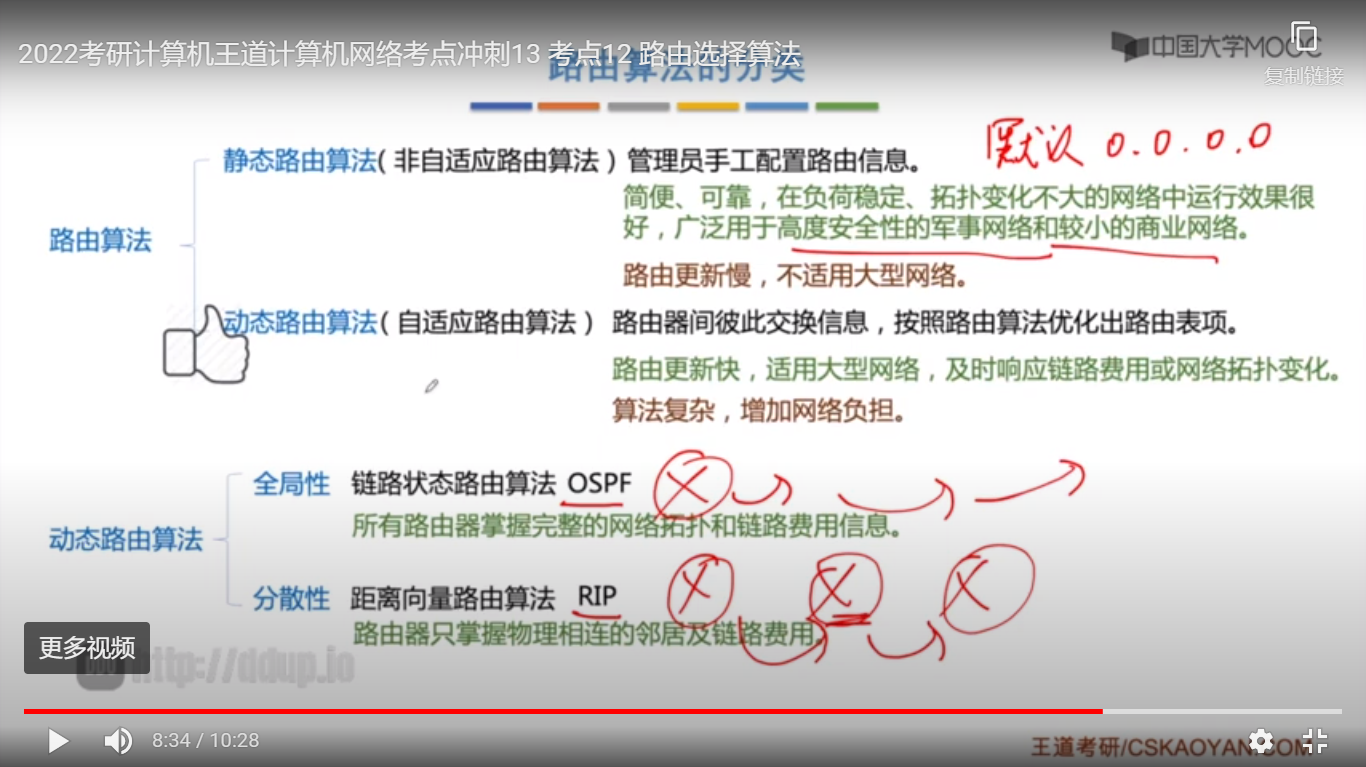 2022考研计算机王道计算机网络考点冲刺13 考点12 路由选择算法
路由算法的分类
中国大学MOOC
复制链接
默认 0.0.0.0
静态路由算法(非自适应路由算法)管理员手工配置路由信息。
简便、可靠，在负荷稳定、拓扑变化不大的网络中运行效果很
好，广泛用于高度安全性的军事网络和较小的商业网络。
路由算法
路由更新慢，不适用大型网络。
动态路由算法(自适应路由算法) 路由器间彼此交换信息，按照路由算法优化出路由表项。
路由更新快，适用大型网络，及时响应链路费用或网络拓扑变化。
算法复杂，增加网络负担。
全局性 链路状态路由算法 OSPF
所有路由器掌握完整的网络拓扑和链路费用信息。
动态路由算法
分散性 距离向量路由算法 RIP
路由器只掌握物理相连的邻居及链路费用。
更多视频
http://ddup.io
8:34 / 10:28
王道考研/CSKAOYAN.COM